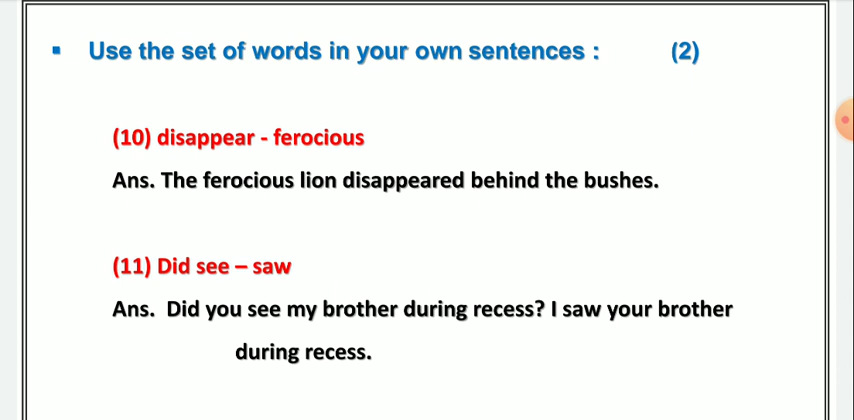 ▪ Use the set of words in your own sentences : (2)
(10) disappear - ferocious
Ans. The ferocious lion disappeared behind the bushes.
(11) Did see – saw
Ans. Did you see my brother during recess? I saw your brother
during recess.